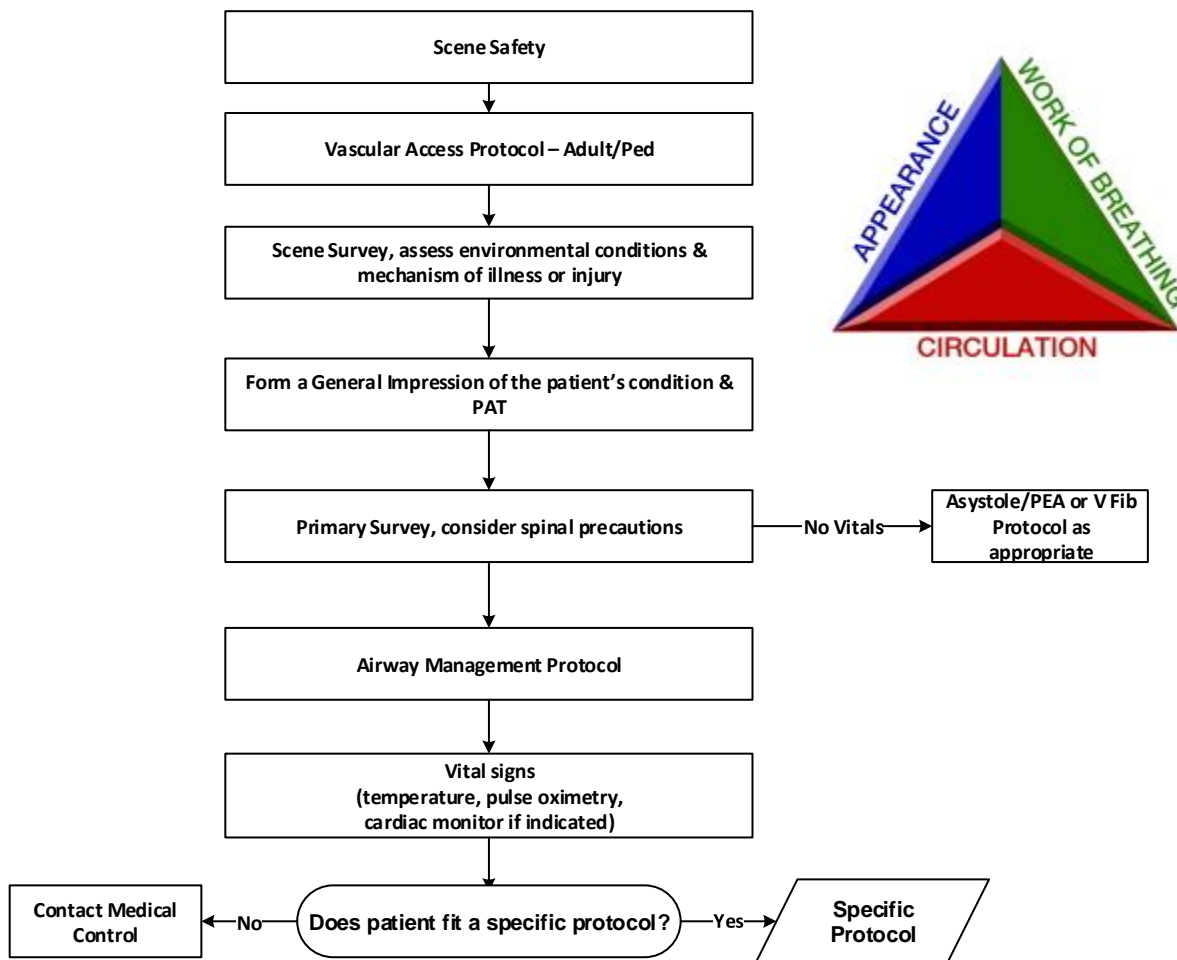 Scene Safety
Vascular Access Protocol – Adult/Ped
Scene Survey, assess environmental conditions &
mechanism of illness or injury
Form a General Impression of the patient's condition &
PAT
Primary Survey, consider spinal precautions
No Vitals
Asystole/PEA or V Fib
Protocol as
appropriate
Airway Management Protocol
Vital signs
(temperature, pulse oximetry,
cardiac monitor if indicated)
Contact Medical
Control
No
Does patient fit a specific protocol?
Yes
Specific
Protocol
APPEARANCE
WORK OF BREATHING
CIRCULATION